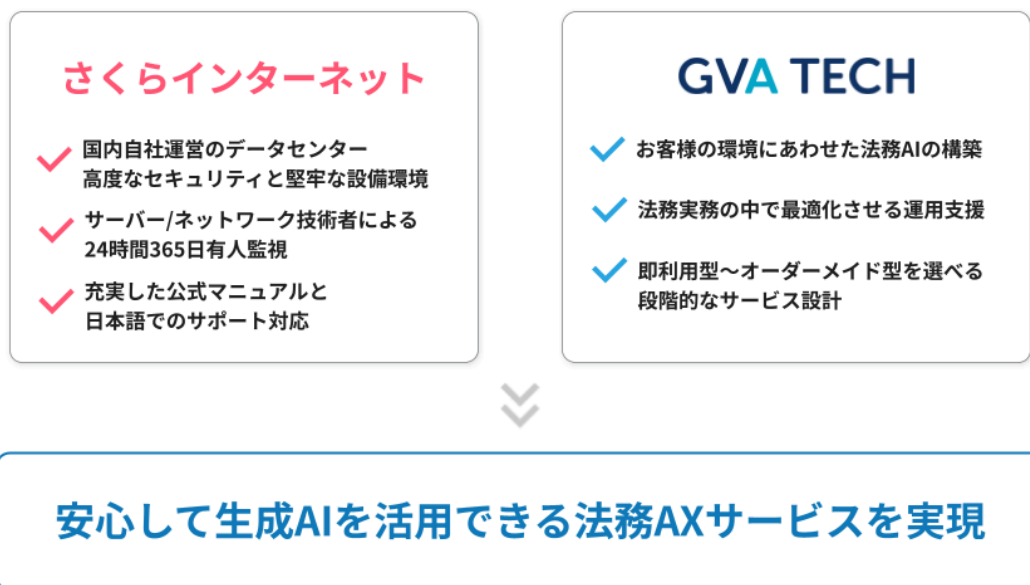 さくらインターネット
国内自社運営のデータセンター
高度なセキュリティと堅牢な設備環境
サーバー/ネットワーク技術者による
24時間365日有人監視
充実した公式マニュアルと
日本語でのサポート対応
GVA TECH
お客様の環境にあわせた法務AIの構築
法務実務の中で最適化させる運用支援
即利用型〜オーダーメイド型を選べる
段階的なサービス設計
安心して生成AIを活用できる法務AXサービスを実現